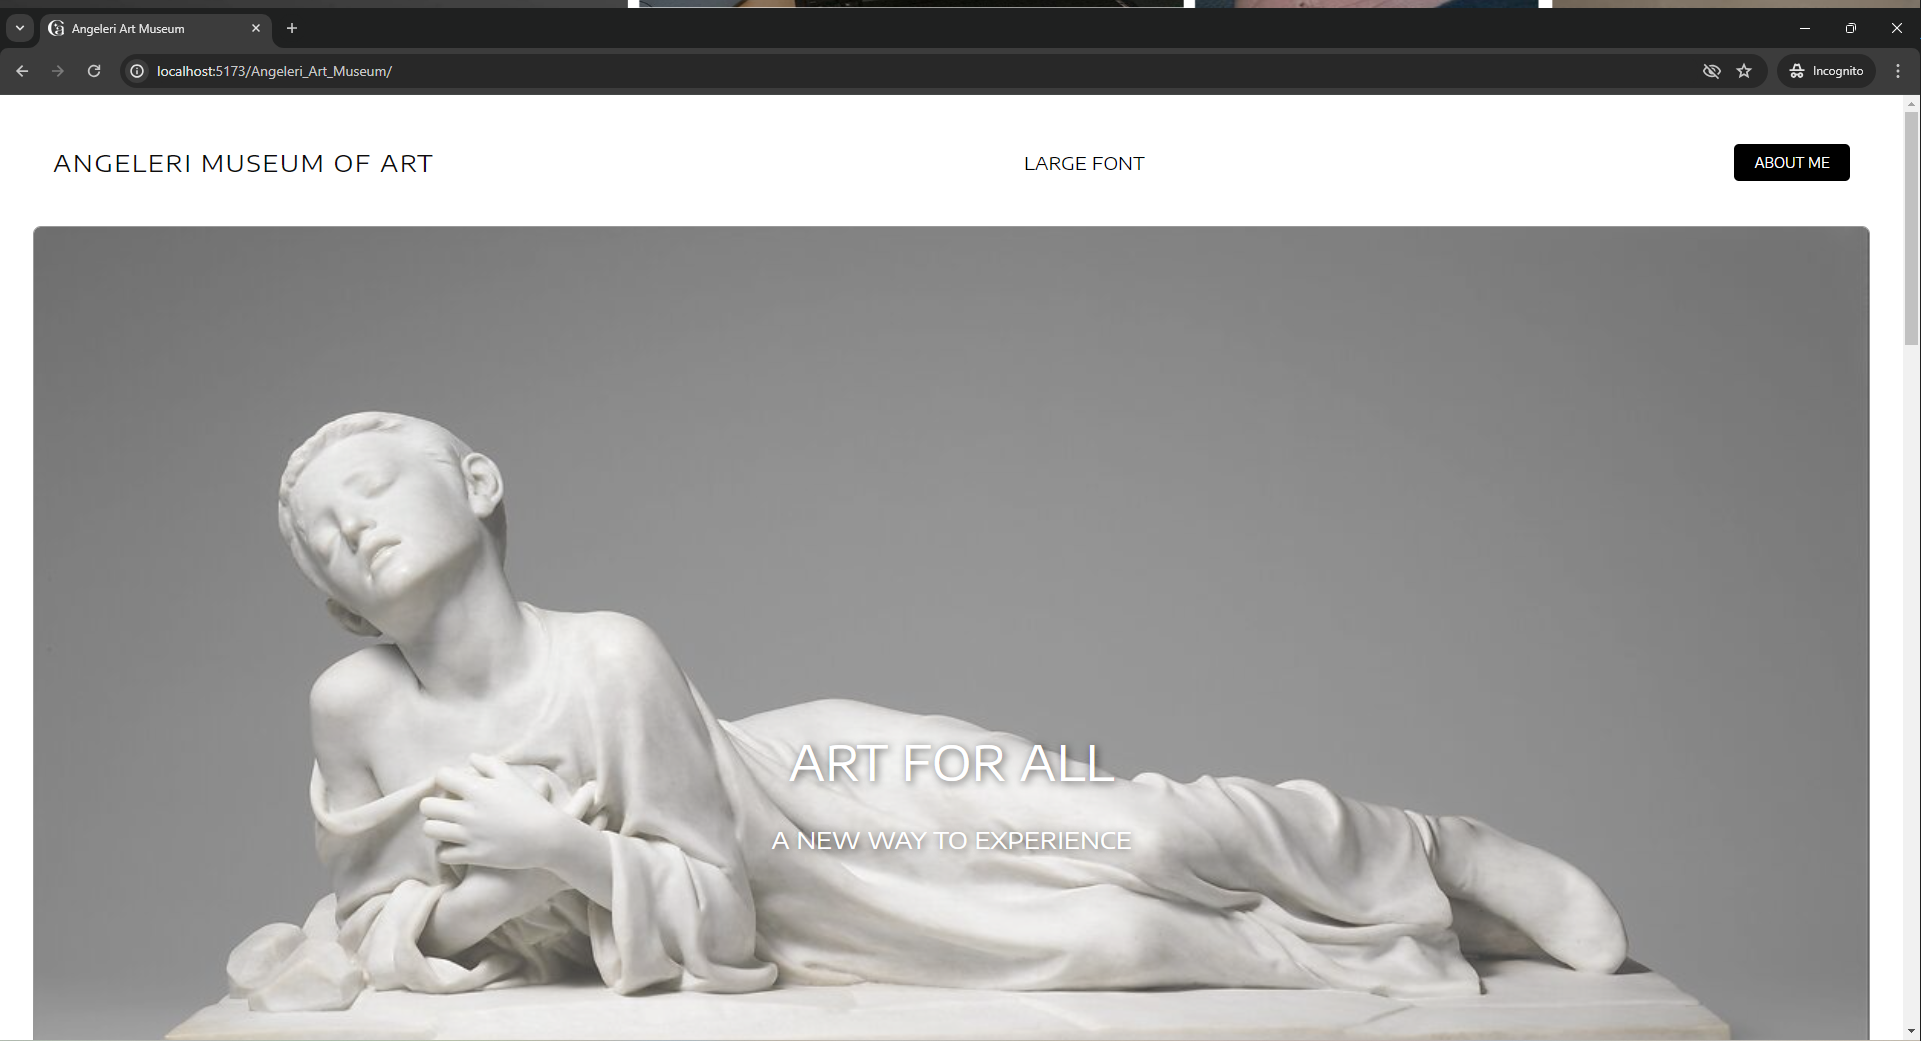 Angeleri Art Museum
localhost:5173/Angeleri_Art_Museum/
Incognito
ANGELERI MUSEUM OF ART
LARGE FONT
ABOUT ME
ART FOR ALL
A NEW WAY TO EXPERIENCE